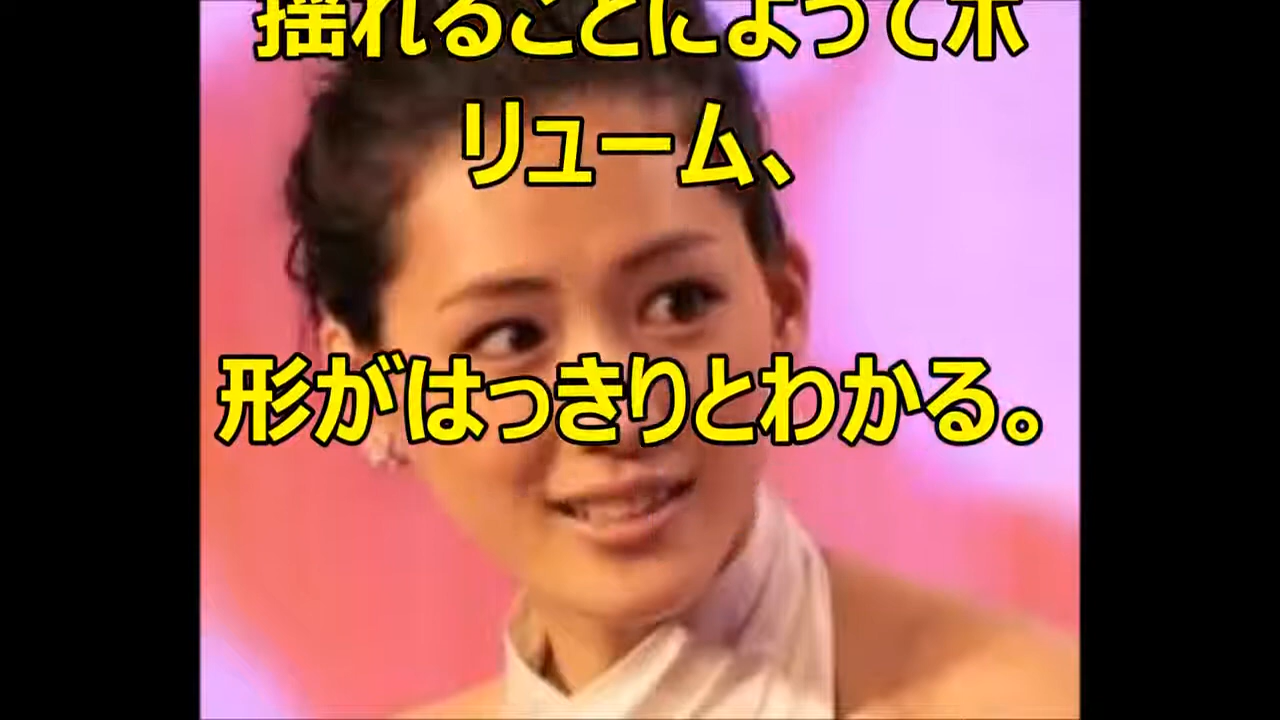 揺れることによってボ
リューム、
形がはっきりとわかる。